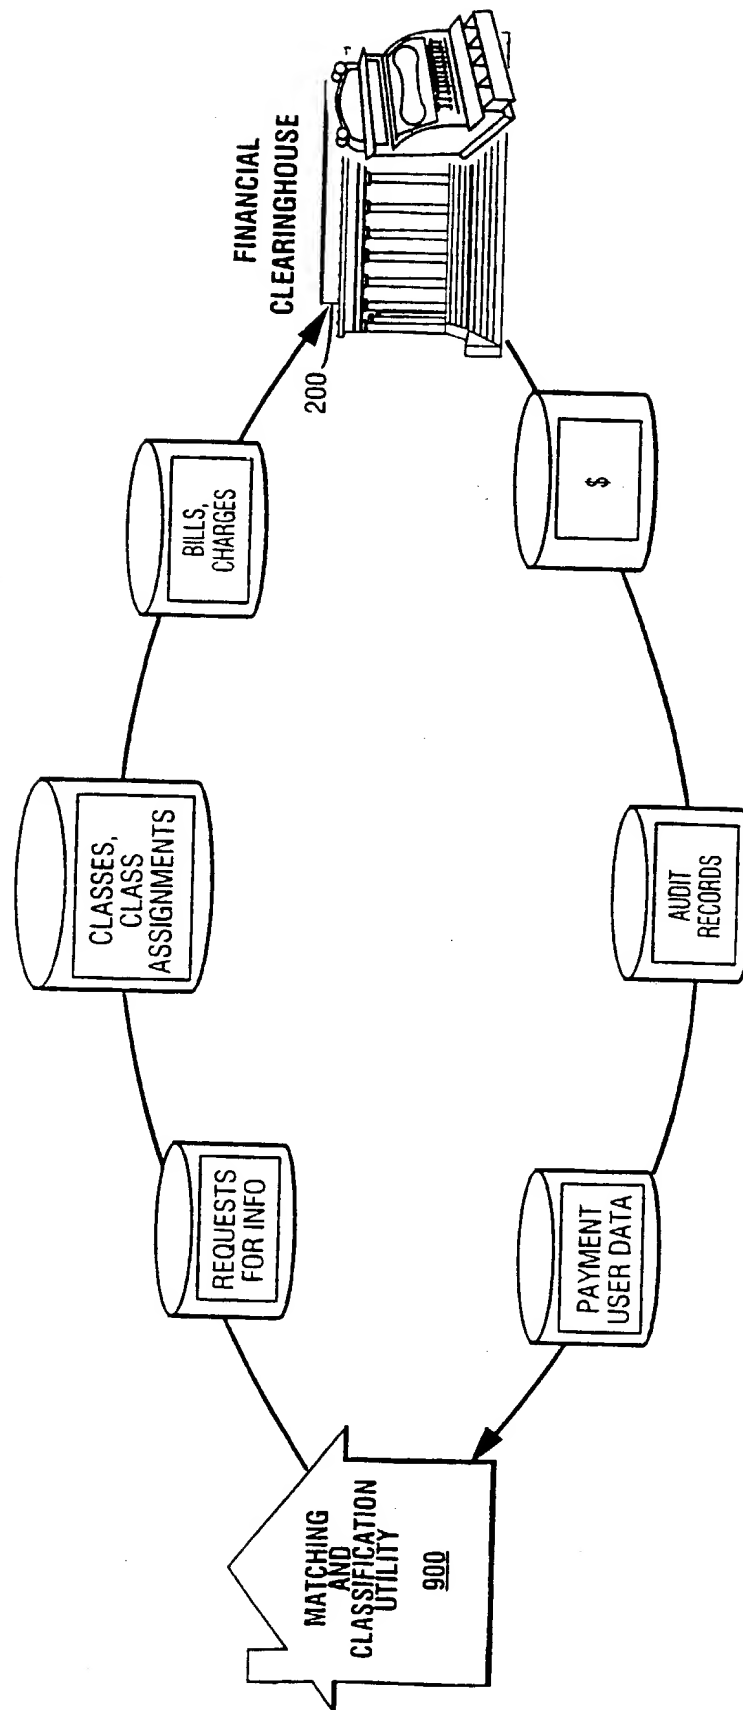 FINANCIAL
CLEARINGHOUSE
200
BILLS,
CHARGES
CLASSES,
CLASS
ASSIGNMENTS
REQUESTS
FOR INFO
MATCHING
AND
CLASSIFICATION
UTILITY
900
$
AUDIT
RECORDS
PAYMENT
USER DATA